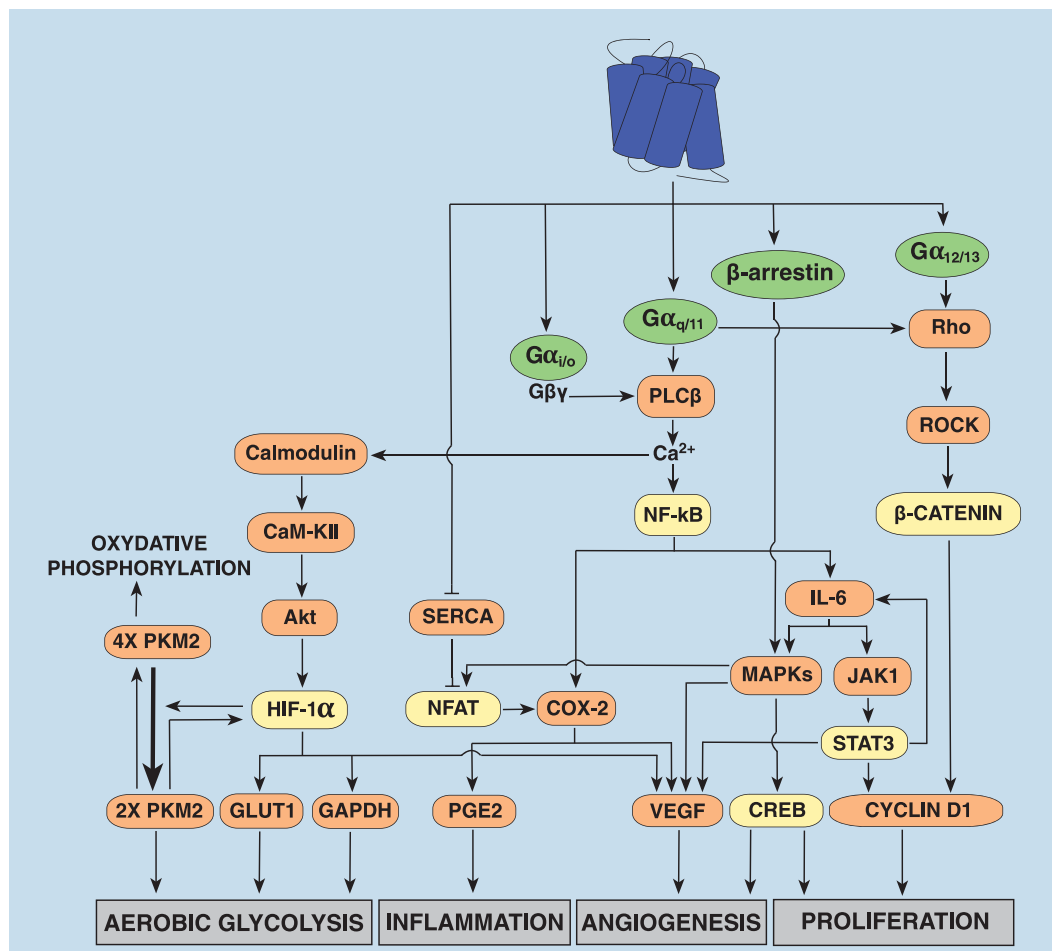 Gα12/13
β-arrestin
Gαq/11
Rho
Gαi/o
Gβγ
PLCβ
ROCK
Calmodulin
Ca2+
NF-kB
β-CATENIN
CaM-KII
OXYDATIVE
PHOSPHORYLATION
IL-6
Akt
SERCA
4X PKM2
MAPKs
JAK1
HIF-1α
NFAT
COX-2
STAT3
2X PKM2
GLUT1
GAPDH
PGE2
VEGF
CREB
CYCLIN D1
AEROBIC GLYCOLYSIS
INFLAMMATION
ANGIOGENESIS
PROLIFERATION